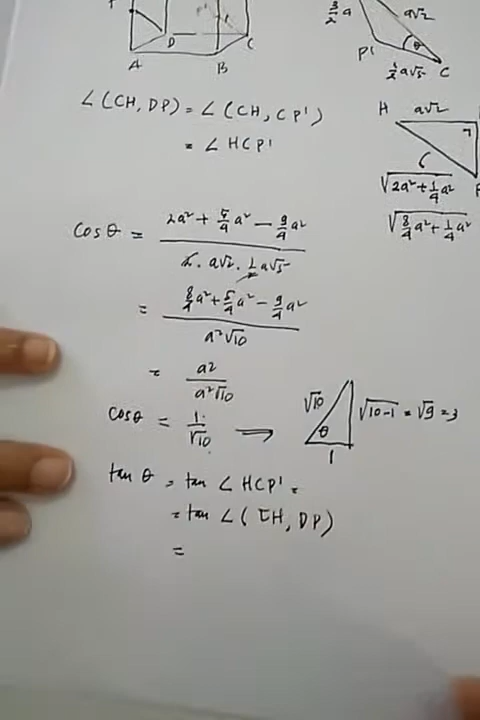 D C
A B
3/2 a a√2
P' θ
1/2 a√5 C
∠(CH, DP) = ∠(CH, CP')
= ∠HCP'
H a√2
√(2a² + 1/4 a²)
√(8/4 a² + 1/4 a²)
Cos θ = (2a² + 5/4 a² - 9/4 a²) / (2. a√2. 1/2 a√5)
= (8/4 a² + 5/4 a² - 9/4 a²) / (a²√10)
= a² / (a²√10)
cos θ = 1/√10 → √10 θ 1 √(10-1) = √9 = 3
tan θ = tan ∠HCP' =
= tan ∠(CH, DP)
=